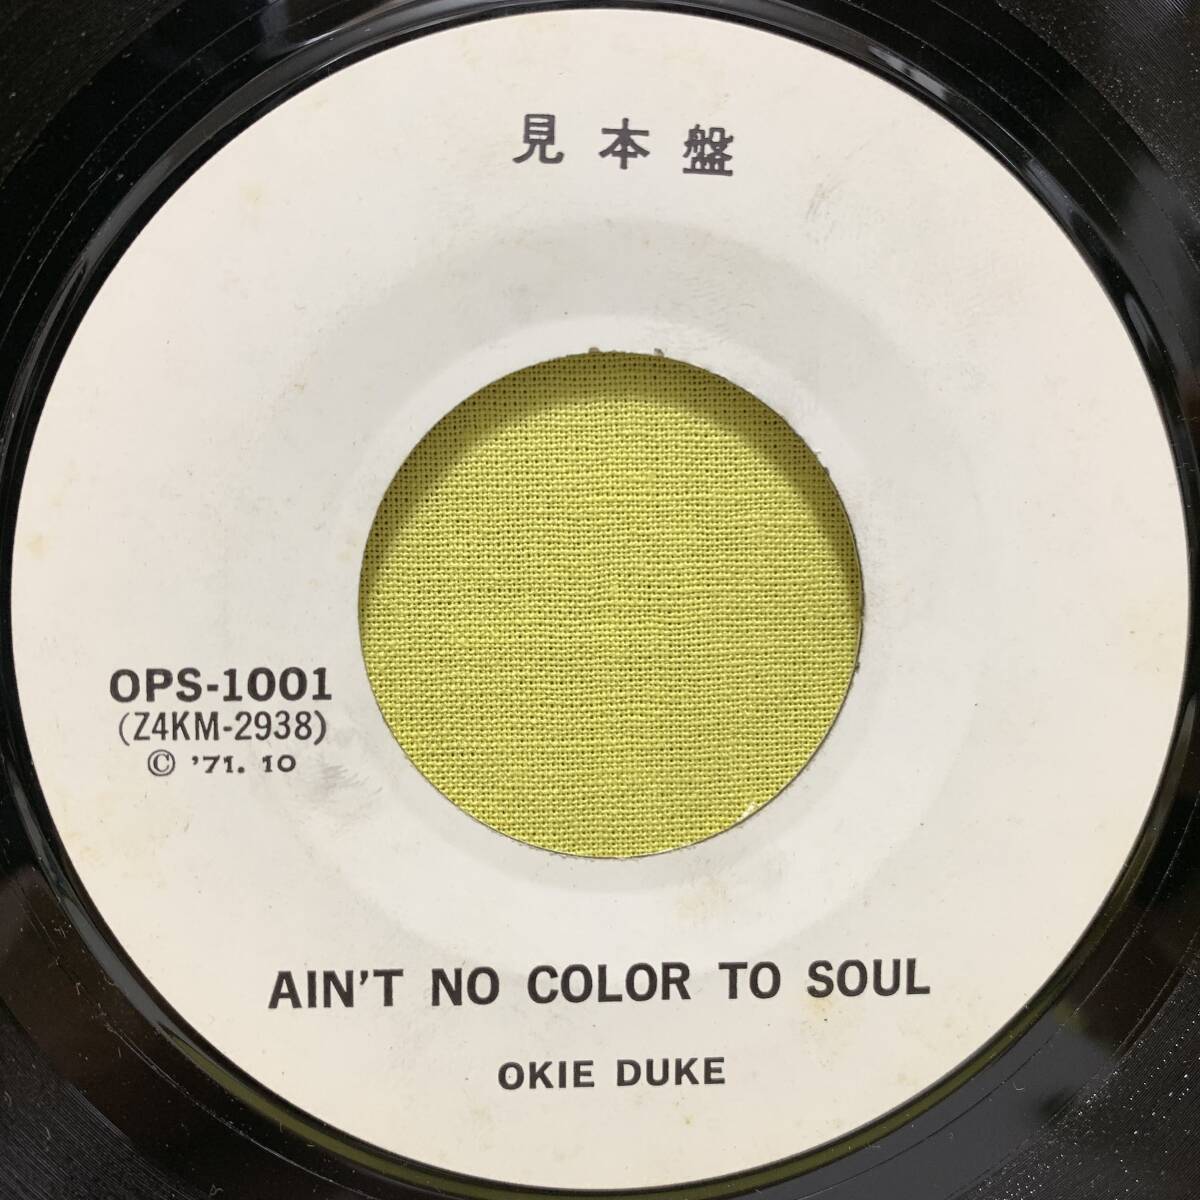 見本盤
OPS-1001
(Z4KM-2938)
© '71. 10
AIN'T NO COLOR TO SOUL
OKIE DUKE